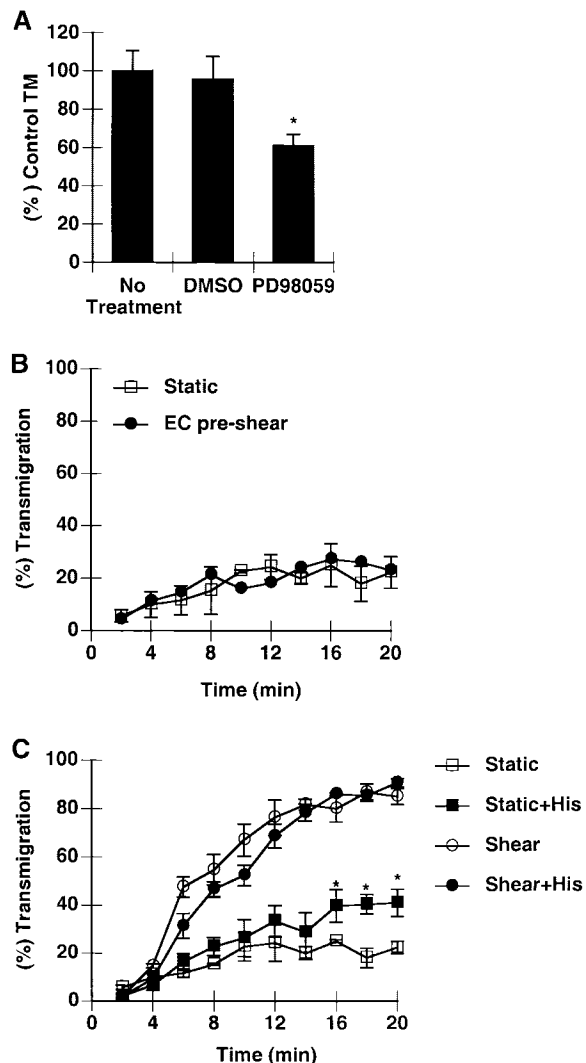 A
120
100
80
60
40
20
0
(%) Control TM
*
No Treatment
DMSO
PD98059
B
100
80
60
40
20
0
(%) Transmigration
Static
EC pre-shear
0 4 8 12 16 20
Time (min)
C
100
80
60
40
20
0
(%) Transmigration
Static
Static+His
Shear
Shear+His
* * *
0 4 8 12 16 20
Time (min)